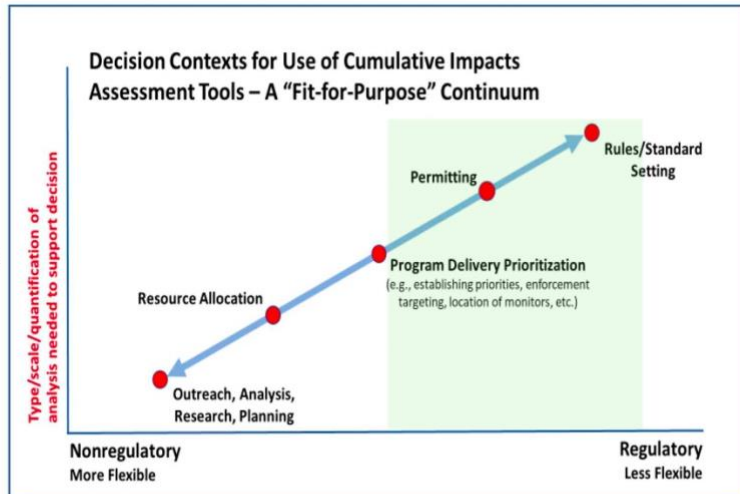 Decision Contexts for Use of Cumulative Impacts
Assessment Tools – A “Fit-for-Purpose” Continuum
Type/scale/quantification of
analysis needed to support decision
Rules/Standard
Setting
Permitting
Program Delivery Prioritization
(e.g., establishing priorities, enforcement
targeting, location of monitors, etc.)
Resource Allocation
Outreach, Analysis,
Research, Planning
Nonregulatory
More Flexible
Regulatory
Less Flexible